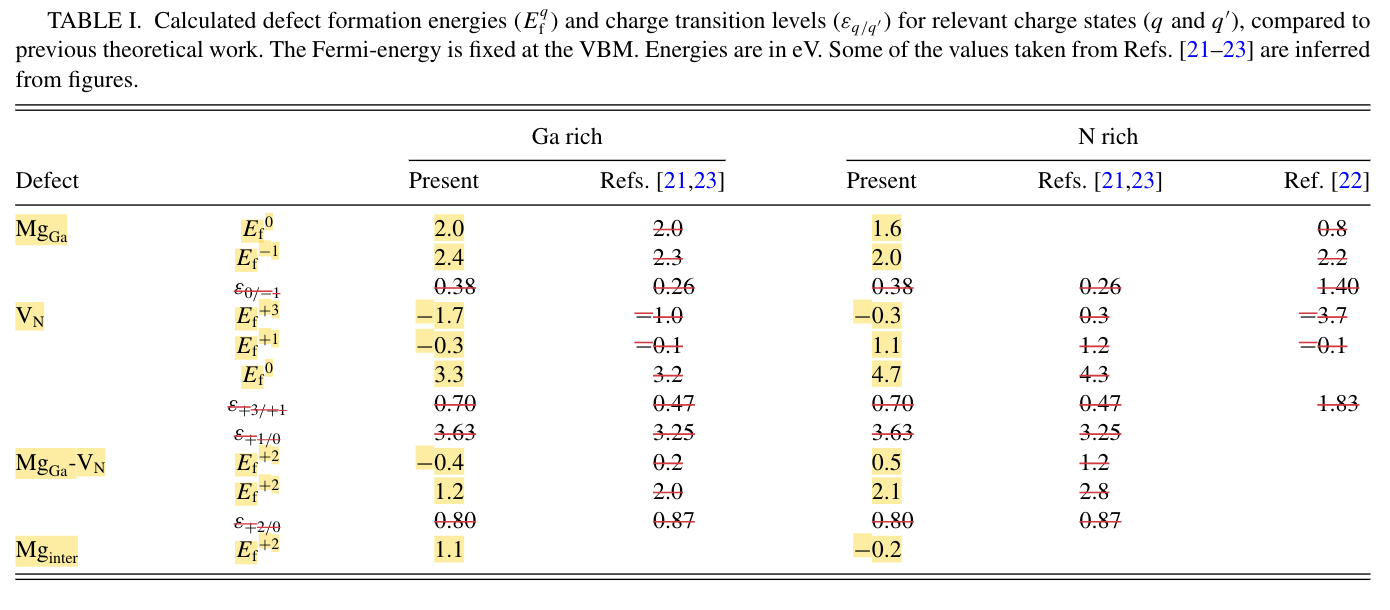 TABLE I. Calculated defect formation energies (E_f^q) and charge transition levels (ε_q/q′) for relevant charge states (q and q′), compared to
previous theoretical work. The Fermi-energy is fixed at the VBM. Energies are in eV. Some of the values taken from Refs. [21–23] are inferred
from figures.
Ga rich N rich
Defect Present Refs. [21,23] Present Refs. [21,23] Ref. [22]
Mg_Ga E_f^0 2.0 2.0 1.6 0.8
E_f^−1 2.4 2.3 2.0 2.2
ε_0/−1 0.38 0.26 0.38 0.26 1.40
V_N E_f^+3 −1.7 −1.0 −0.3 0.3 −3.7
E_f^+1 −0.3 −0.1 1.1 1.2 −0.1
E_f^0 3.3 3.2 4.7 4.3
ε_+3/+1 0.70 0.47 0.70 0.47 1.83
ε_+1/0 3.63 3.25 3.63 3.25
Mg_Ga-V_N E_f^+2 −0.4 0.2 0.5 1.2
E_f^+2 1.2 2.0 2.1 2.8
ε_+2/0 0.80 0.87 0.80 0.87
Mg_inter E_f^+2 1.1 −0.2